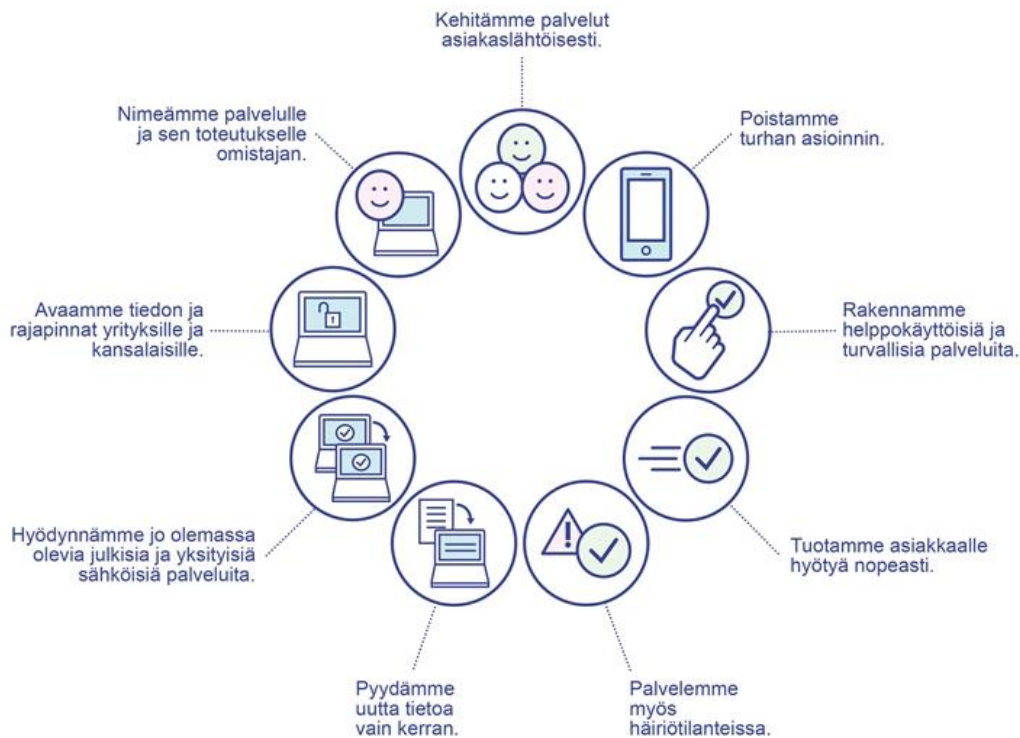 Kehitämme palvelut
asiakaslähtöisesti.
Poistamme
turhan asioinnin.
Rakennamme
helppokäyttöisiä ja
turvallisia palveluita.
Tuotamme asiakkaalle
hyötyä nopeasti.
Palvelemme
myös
häiriötilanteissa.
Pyydämme
uutta tietoa
vain kerran.
Hyödynnämme jo olemassa
olevia julkisia ja yksityisiä
sähköisiä palveluita.
Avaamme tiedon ja
rajapinnat yrityksille ja
kansalaisille.
Nimeämme palvelulle
ja sen toteutukselle
omistajan.